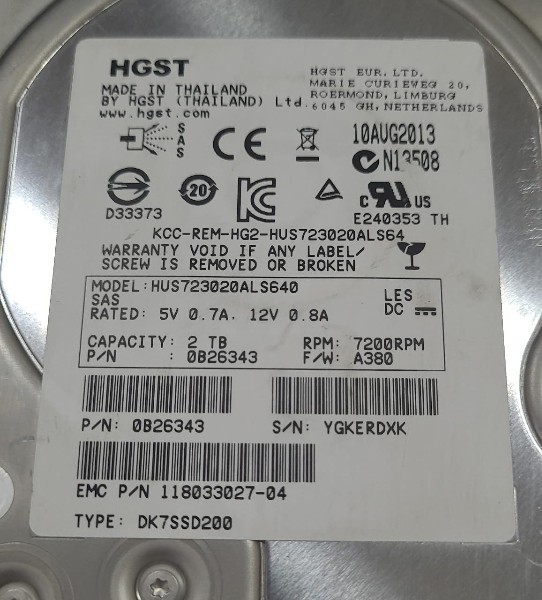 HGST
HGST EUR. LTD.
MARIE CURIEWEG 20,
ROERMOND, LIMBURG
6045 GH, NETHERLANDS
MADE IN THAILAND
BY HGST (THAILAND) Ltd.
www.hgst.com
SAS
CE
10AUG2013
N13508
D33373
20
KC
c RU US
E240353 TH
KCC-REM-HG2-HUS723020ALS64
WARRANTY VOID IF ANY LABEL/
SCREW IS REMOVED OR BROKEN
MODEL: HUS723020ALS640
SAS
LES
RATED: 5V 0.7A. 12V 0.8A
DC
CAPACITY: 2 TB RPM: 7200RPM
P/N : 0B26343 F/W: A380
P/N: 0B26343 S/N: YGKERDXK
EMC P/N 118033027-04
TYPE: DK7SSD200